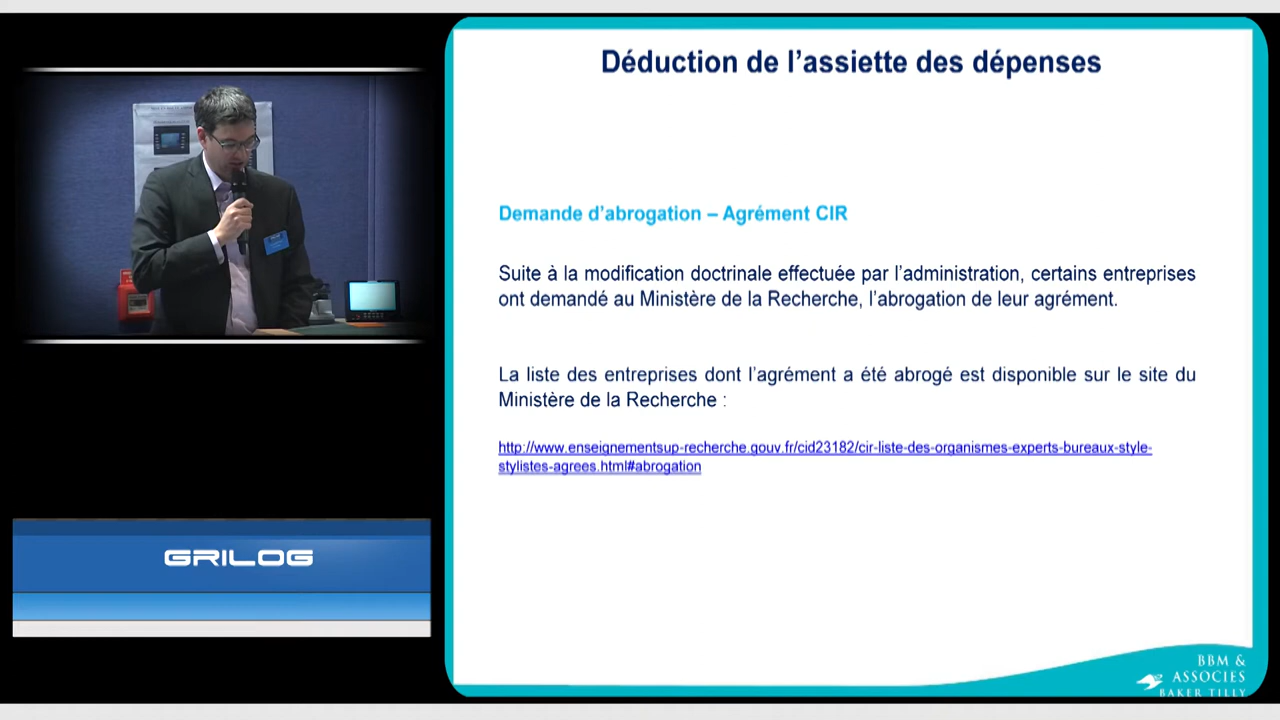 Déduction de l’assiette des dépenses
Demande d’abrogation – Agrément CIR
Suite à la modification doctrinale effectuée par l’administration, certains entreprises
ont demandé au Ministère de la Recherche, l’abrogation de leur agrément.
La liste des entreprises dont l’agrément a été abrogé est disponible sur le site du
Ministère de la Recherche :
http://www.enseignementsup-recherche.gouv.fr/cid23182/cir-liste-des-organismes-experts-bureaux-style-
stylistes-agrees.html#abrogation
GRILOG
BBM &
ASSOCIES
BAKER TILLY